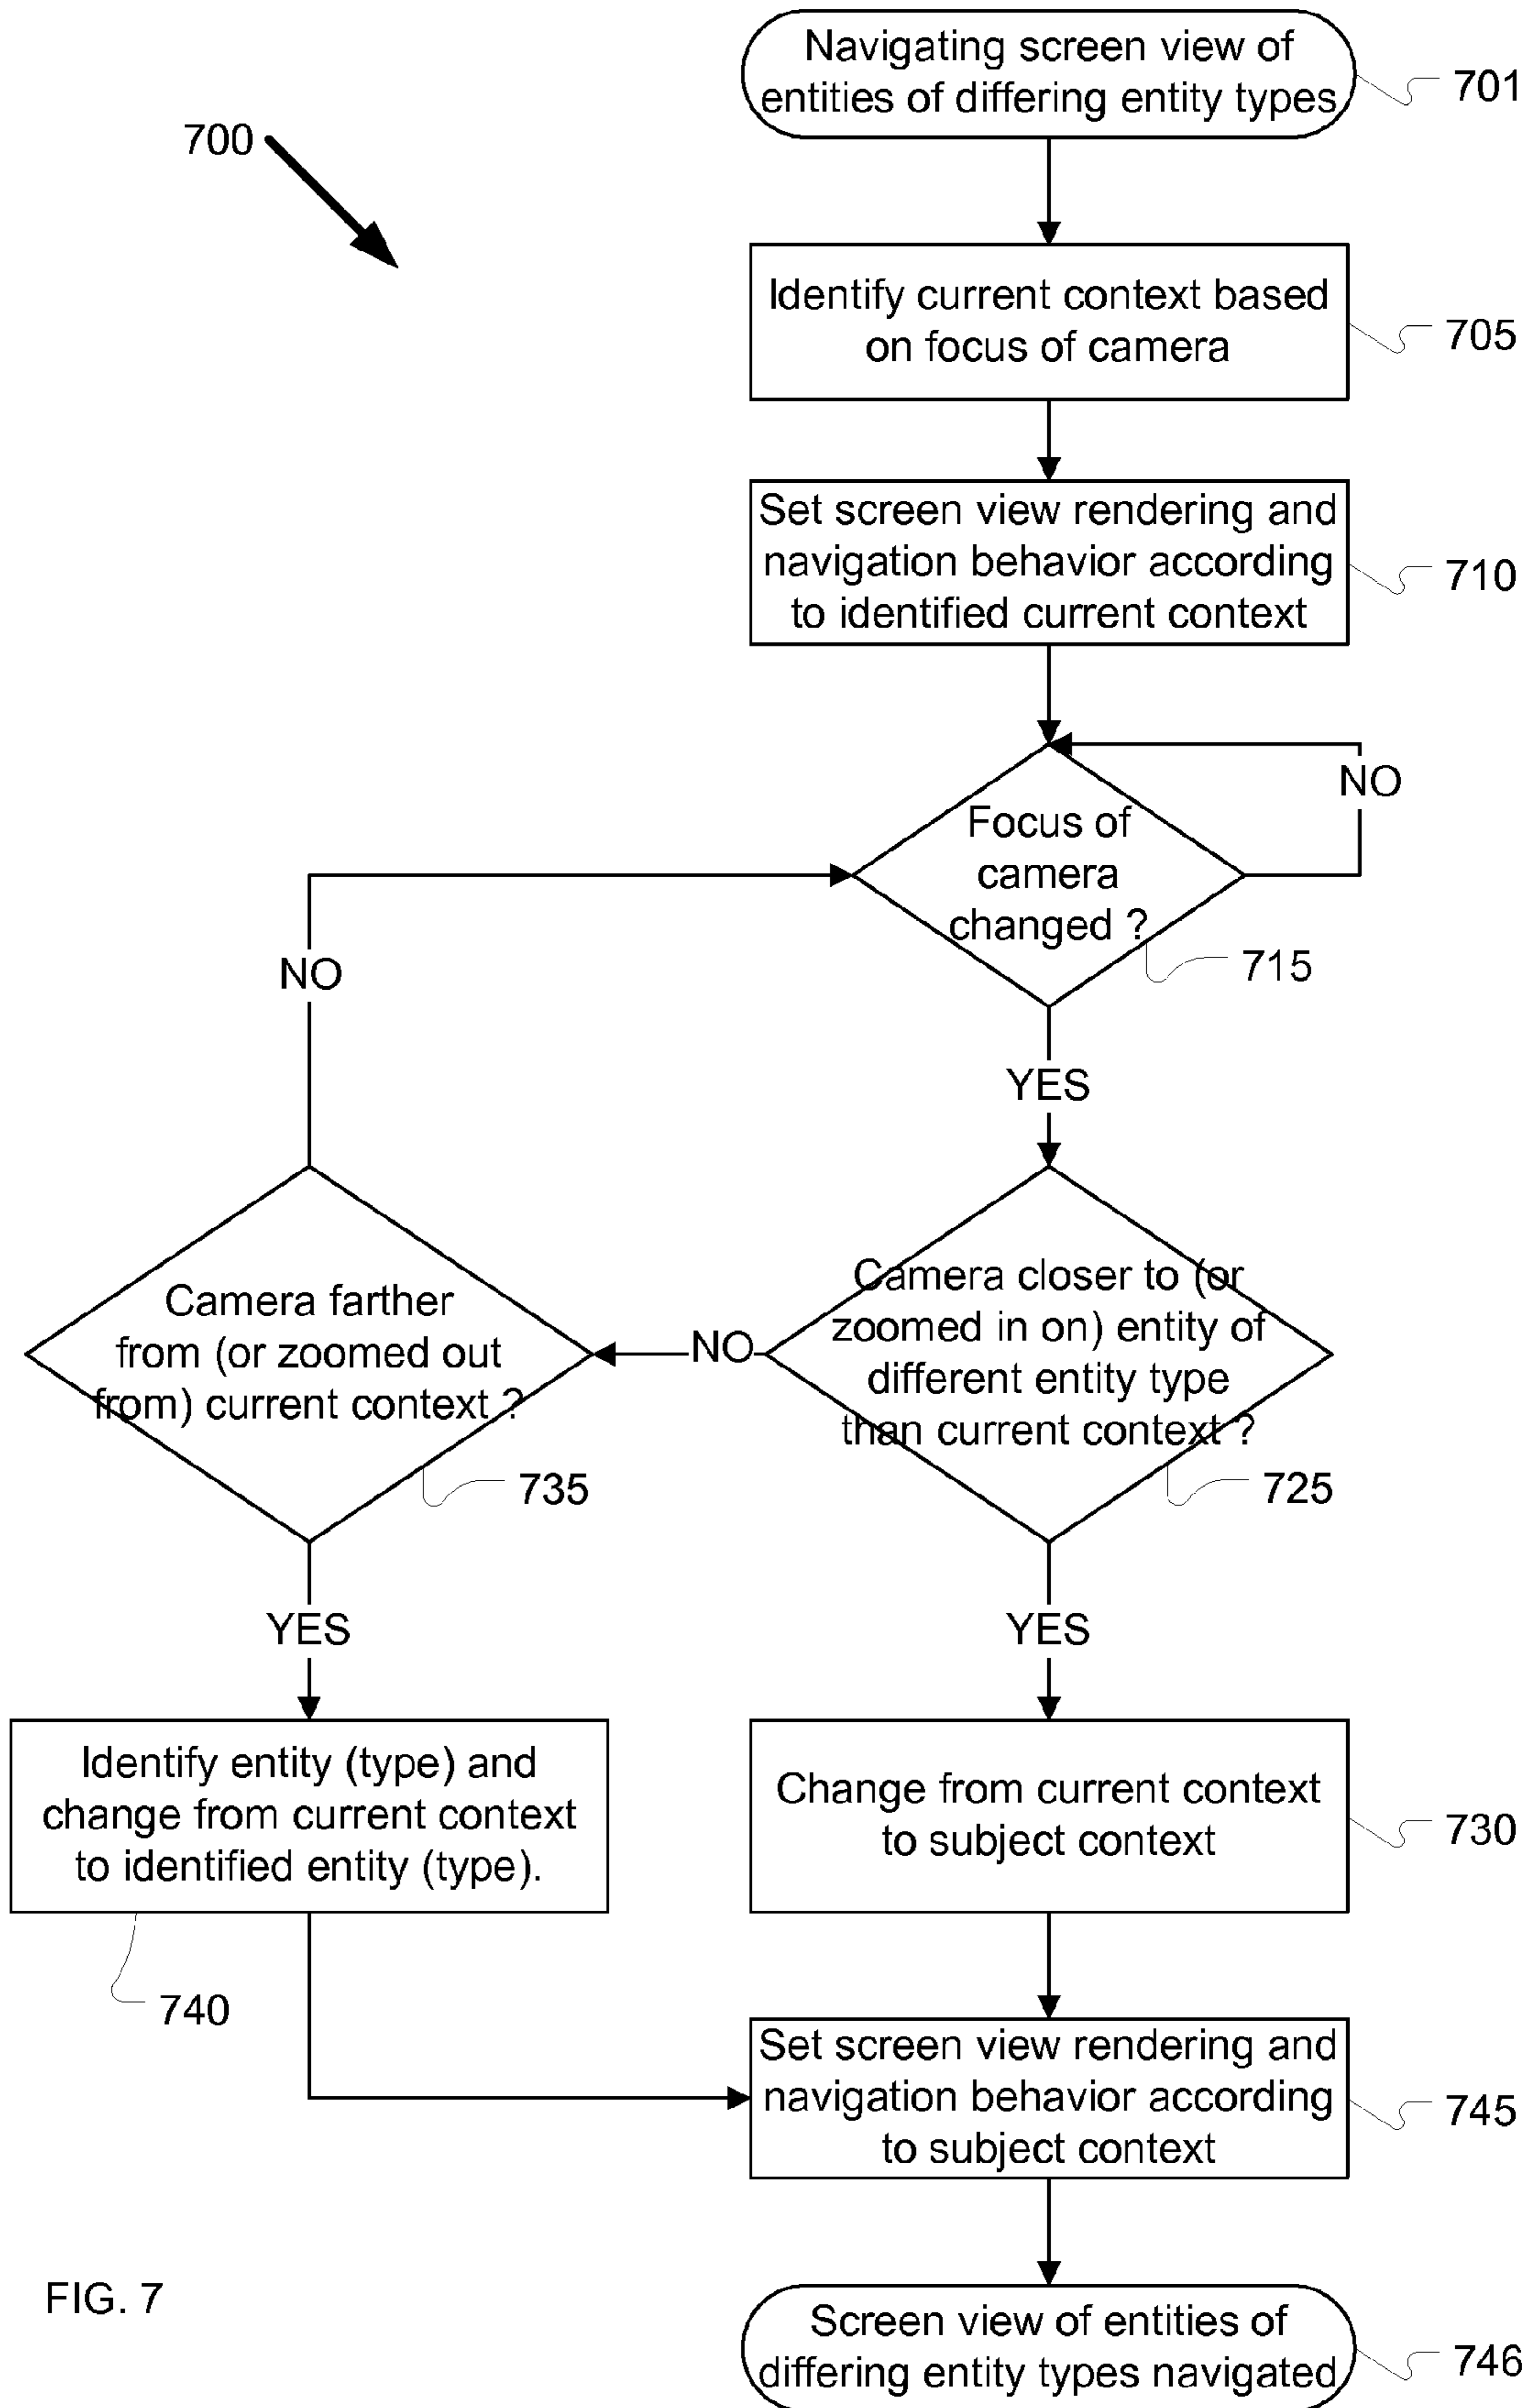 Navigating screen view of
entities of differing entity types
701
700
Identify current context based
on focus of camera
705
Set screen view rendering and
navigation behavior according
to identified current context
710
NO
Focus of
camera
changed ?
715
NO
YES
Camera closer to (or
zoomed in on) entity of
different entity type
than current context ?
725
NO
Camera farther
from (or zoomed out
from) current context ?
735
YES
YES
Identify entity (type) and
change from current context
to identified entity (type).
740
Change from current context
to subject context
730
Set screen view rendering and
navigation behavior according
to subject context
745
Screen view of entities of
differing entity types navigated
746
FIG. 7